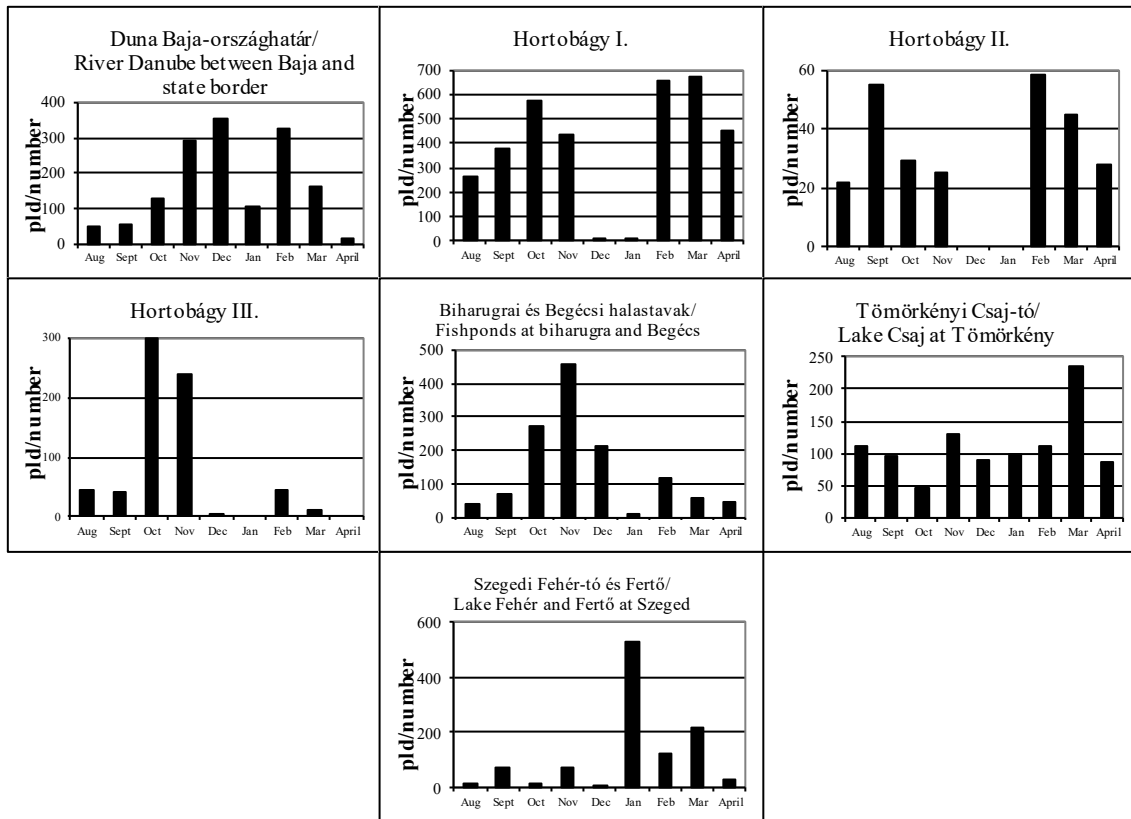 Duna Baja-országhatár/
River Danube between Baja and
state border
pld/number
400
300
200
100
0
Aug Sept Oct Nov Dec Jan Feb Mar April
Hortobágy I.
pld/number
700
600
500
400
300
200
100
0
Aug Sept Oct Nov Dec Jan Feb Mar April
Hortobágy II.
pld/number
60
40
20
0
Aug Sept Oct Nov Dec Jan Feb Mar April
Hortobágy III.
pld/number
300
200
100
0
Aug Sept Oct Nov Dec Jan Feb Mar April
Biharugrai és Begécsi halastavak/
Fishponds at biharugra and Begécs
pld/number
500
400
300
200
100
0
Aug Sept Oct Nov Dec Jan Feb Mar April
Tömörkényi Csaj-tó/
Lake Csaj at Tömörkény
pld/number
250
200
150
100
50
0
Aug Sept Oct Nov Dec Jan Feb Mar April
Szegedi Fehér-tó és Fertő/
Lake Fehér and Fertő at Szeged
pld/number
600
400
200
0
Aug Sept Oct Nov Dec Jan Feb Mar April